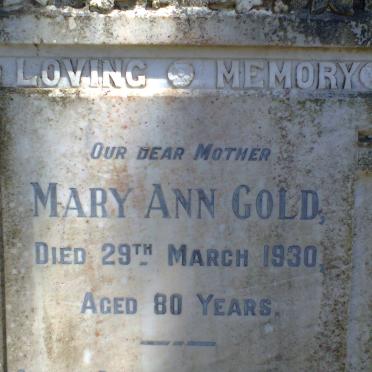 LOVING MEMORY
OUR DEAR MOTHER
MARY ANN GOLD,
DIED 29TH MARCH 1930,
AGED 80 YEARS.